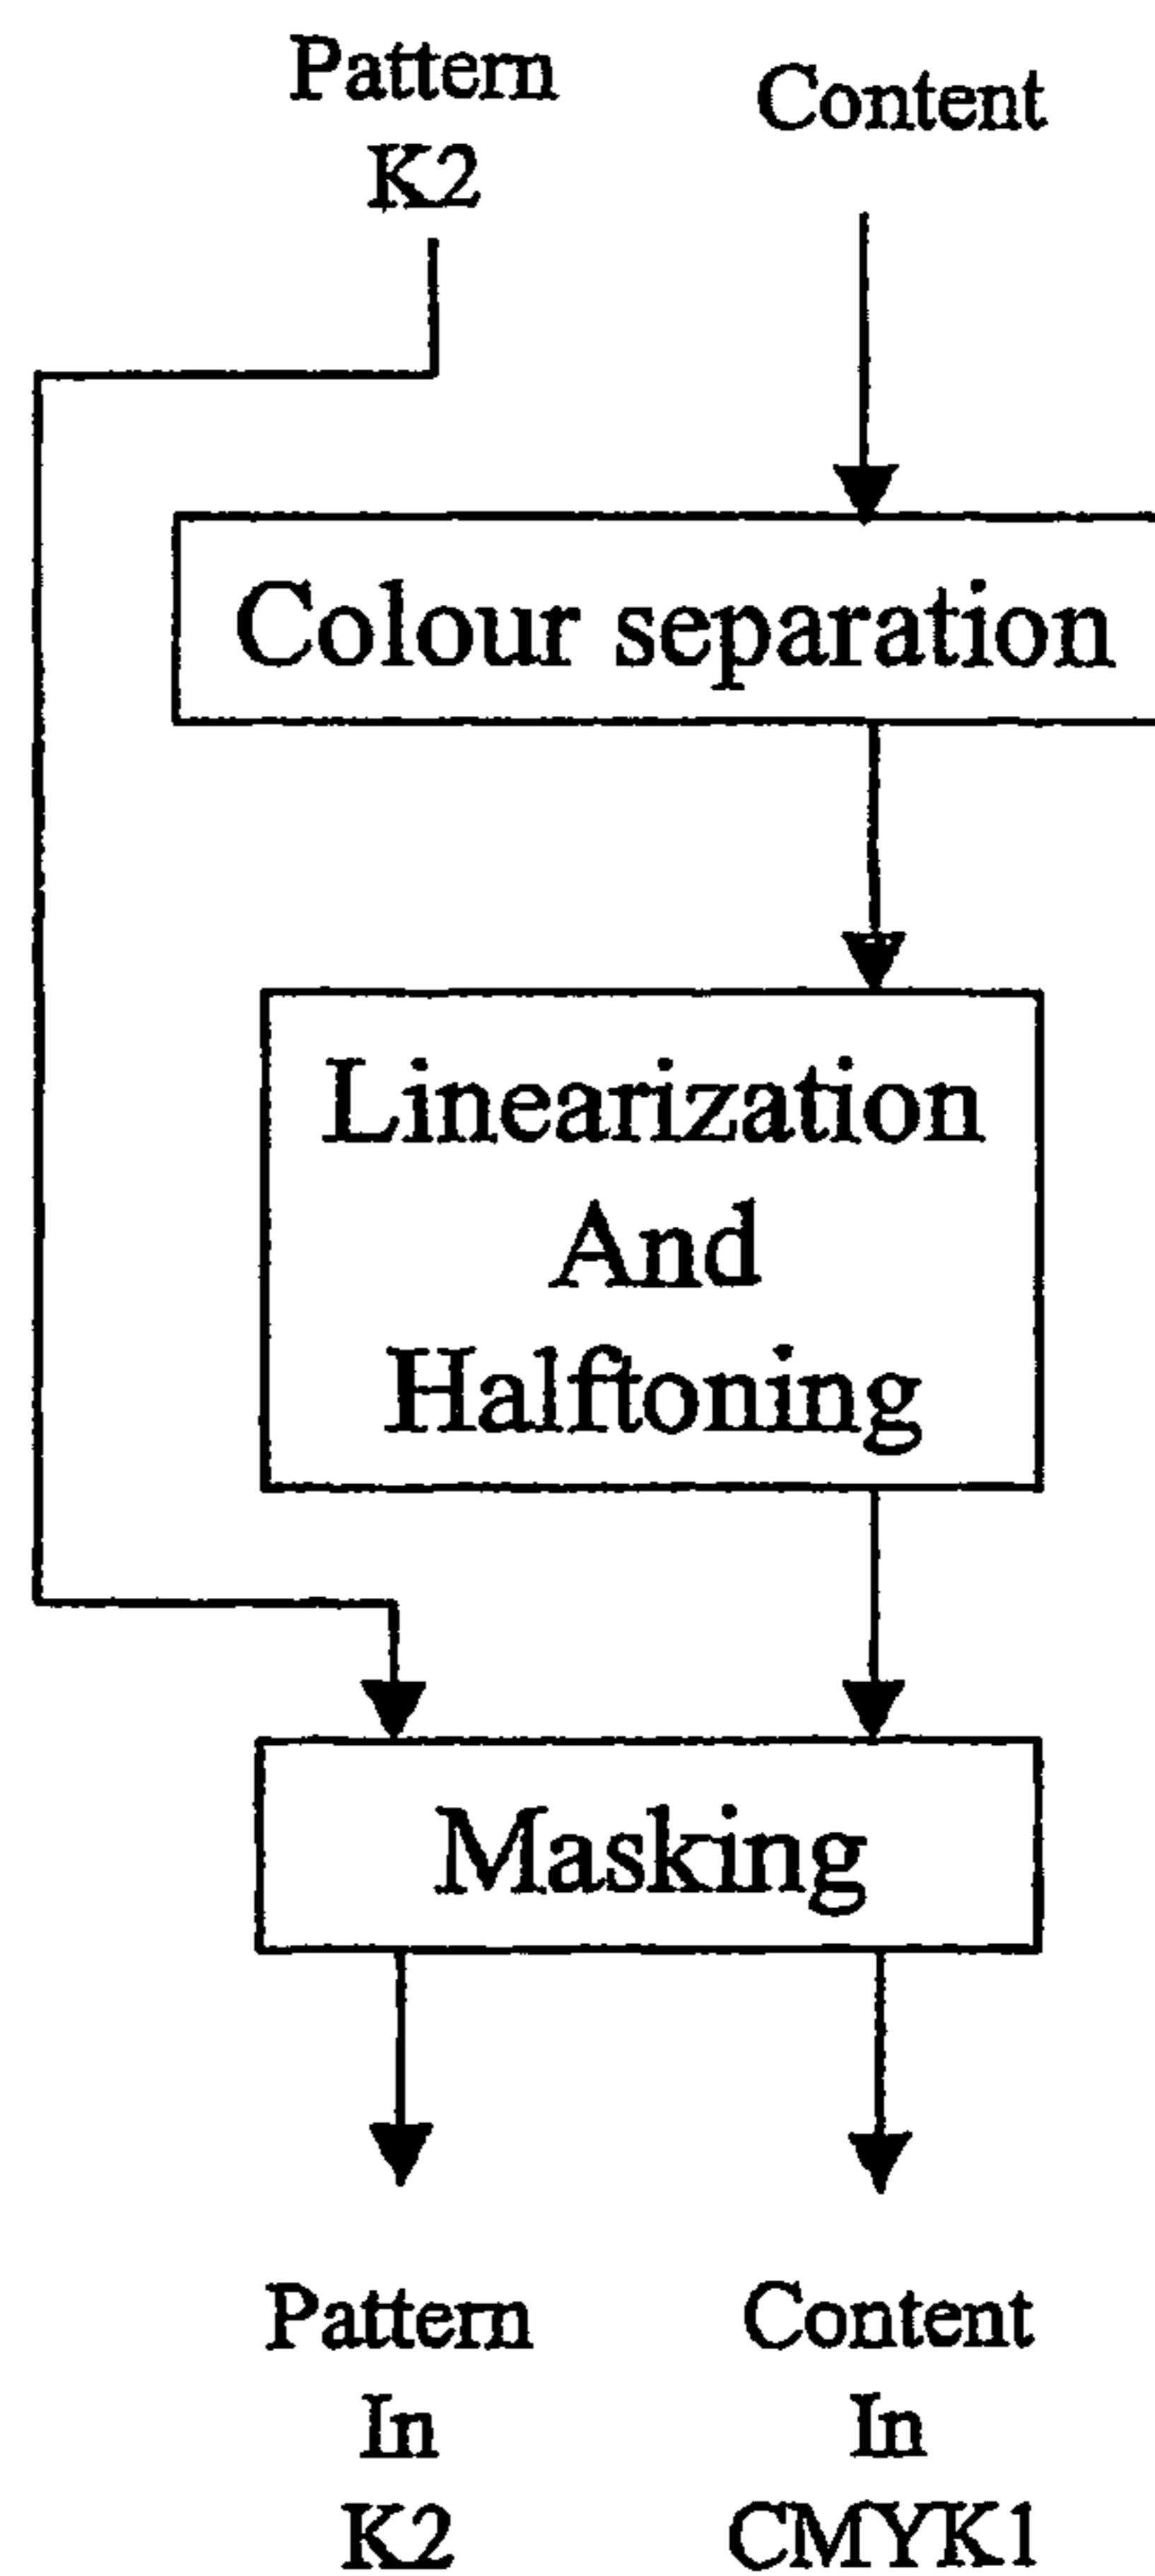 Pattern
K2
Content
Colour separation
Linearization
And
Halftoning
Masking
Pattern
In
K2
Content
In
CMYK1